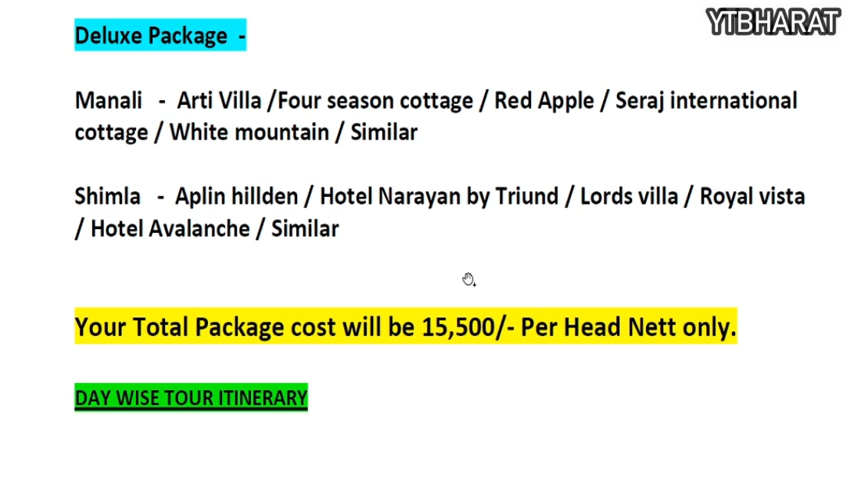 YTBHARAT
Deluxe Package -
Manali - Arti Villa /Four season cottage / Red Apple / Seraj international
cottage / White mountain / Similar
Shimla - Aplin hillden / Hotel Narayan by Triund / Lords villa / Royal vista
/ Hotel Avalanche / Similar
Your Total Package cost will be 15,500/- Per Head Nett only.
DAY WISE TOUR ITINERARY